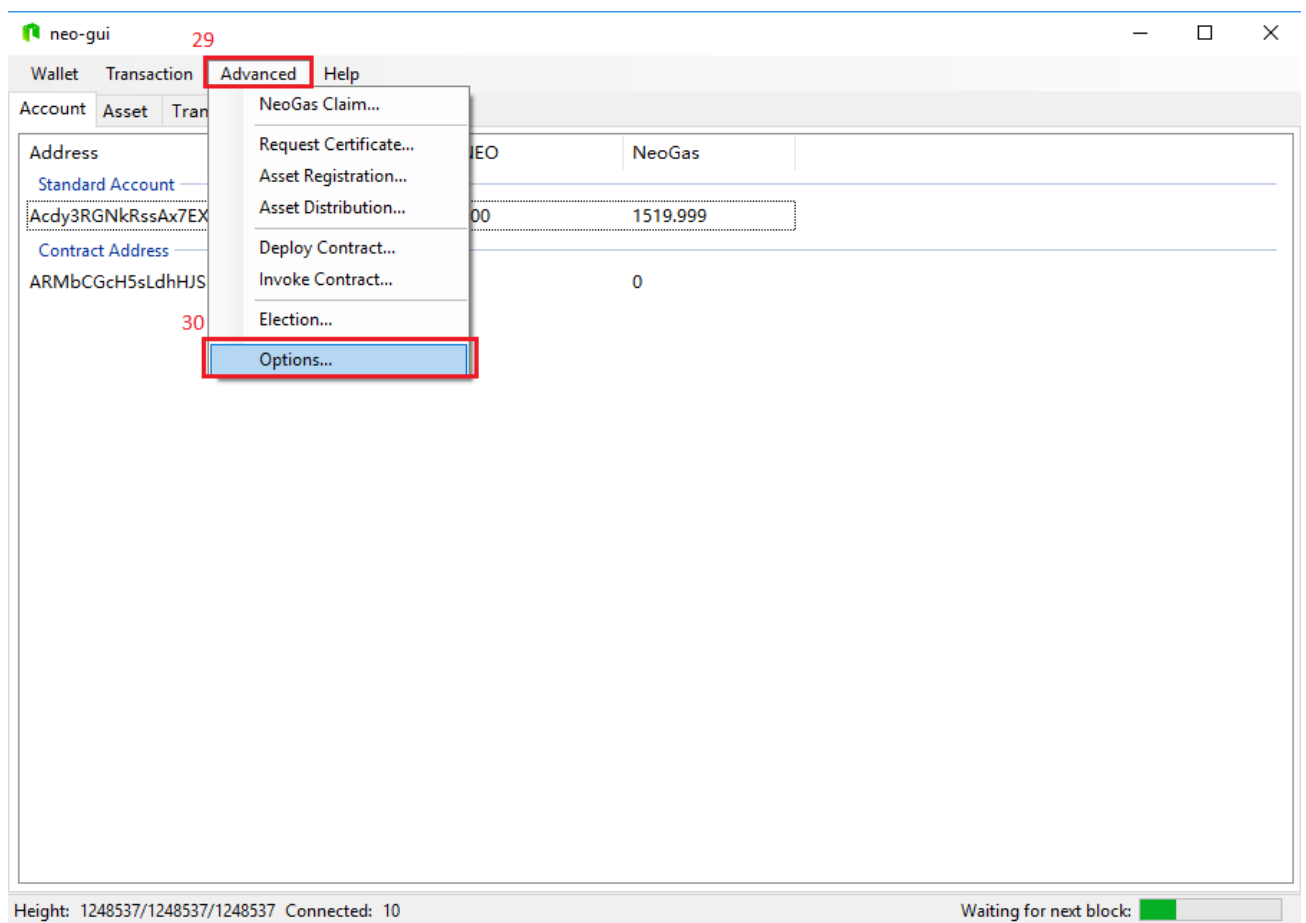 neo-gui
29
Wallet Transaction Advanced Help
Account Asset Tran
NeoGas Claim...
Request Certificate...
Asset Registration...
Asset Distribution...
Deploy Contract...
Invoke Contract...
Election...
30
Options...
Address NEO NeoGas
Standard Account
Acdy3RGNkRssAx7EX 00 1519.999
Contract Address
ARMbCGcH5sLdhHJS 0
Height: 1248537/1248537/1248537 Connected: 10 Waiting for next block: